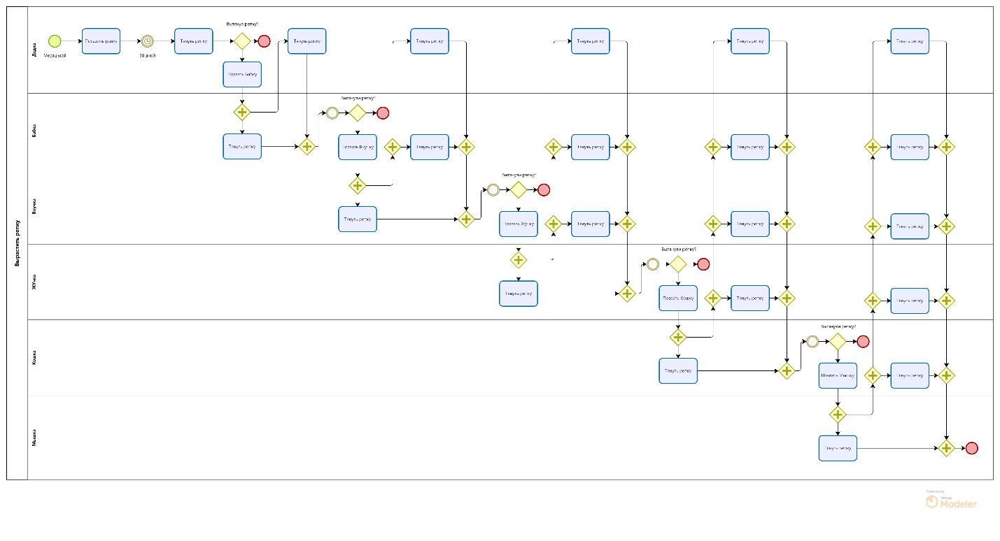 Вырастить репку
Дедка
Вытянул репку?
Посадить репку
Тянуть репку
Тянуть репку
Тянуть репку
Тянуть репку
Тянуть репку
Тянуть репку
Месяц май
50 дней
Позвать Бабку
Бабка
Вытянули репку?
Тянуть репку
Позвать Внучку
Тянуть репку
Тянуть репку
Тянуть репку
Тянуть репку
Внучка
Вытянули репку?
Тянуть репку
Позвать Жучку
Тянуть репку
Тянуть репку
Тянуть репку
ЖУчка
Вытянули репку?
Тянуть репку
Позвать Кошку
Тянуть репку
Тянуть репку
Кошка
Вытянули репку?
Тянуть репку
Позвать Мышку
Тянуть репку
Мышка
Тянуть репку
Powered by
bizagi
Modeler